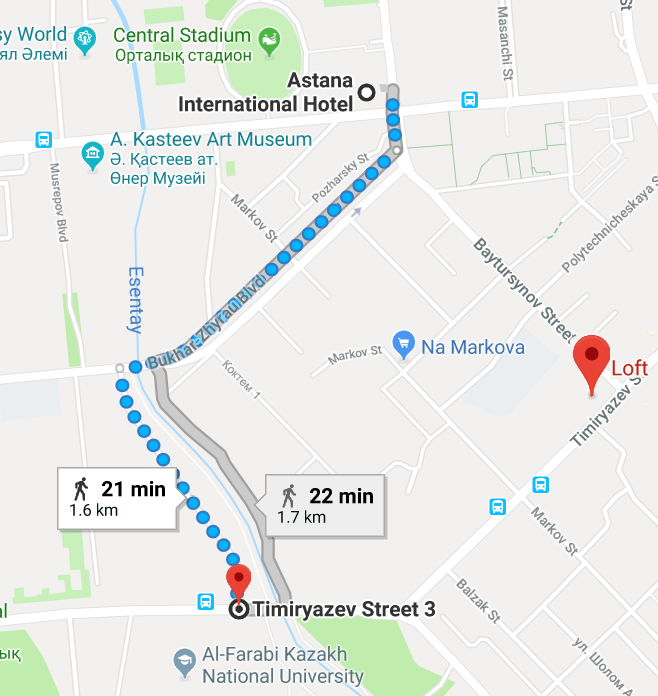 sy World
ял Әлемі
Central Stadium
Орталық стадион
Masanchi St
St
Astana
International Hotel
A. Kasteev Art Museum
Ә. Қастеев ат.
Өнер Музейі
Pozharsky St
Musrepov Blvd
Markov St
Polytechnicheskaya S
Baytursynov Street
Esentay
Bukhar-Zhyrau Blvd
Markov St
Na Markova
Коктем 1
Loft
Timiryazev St
21 min
1.6 km
22 min
1.7 km
Markov St
Timiryazev Street 3
Balzak St
al
ық
Al-Farabi Kazakh
National University
ул. Шолом А